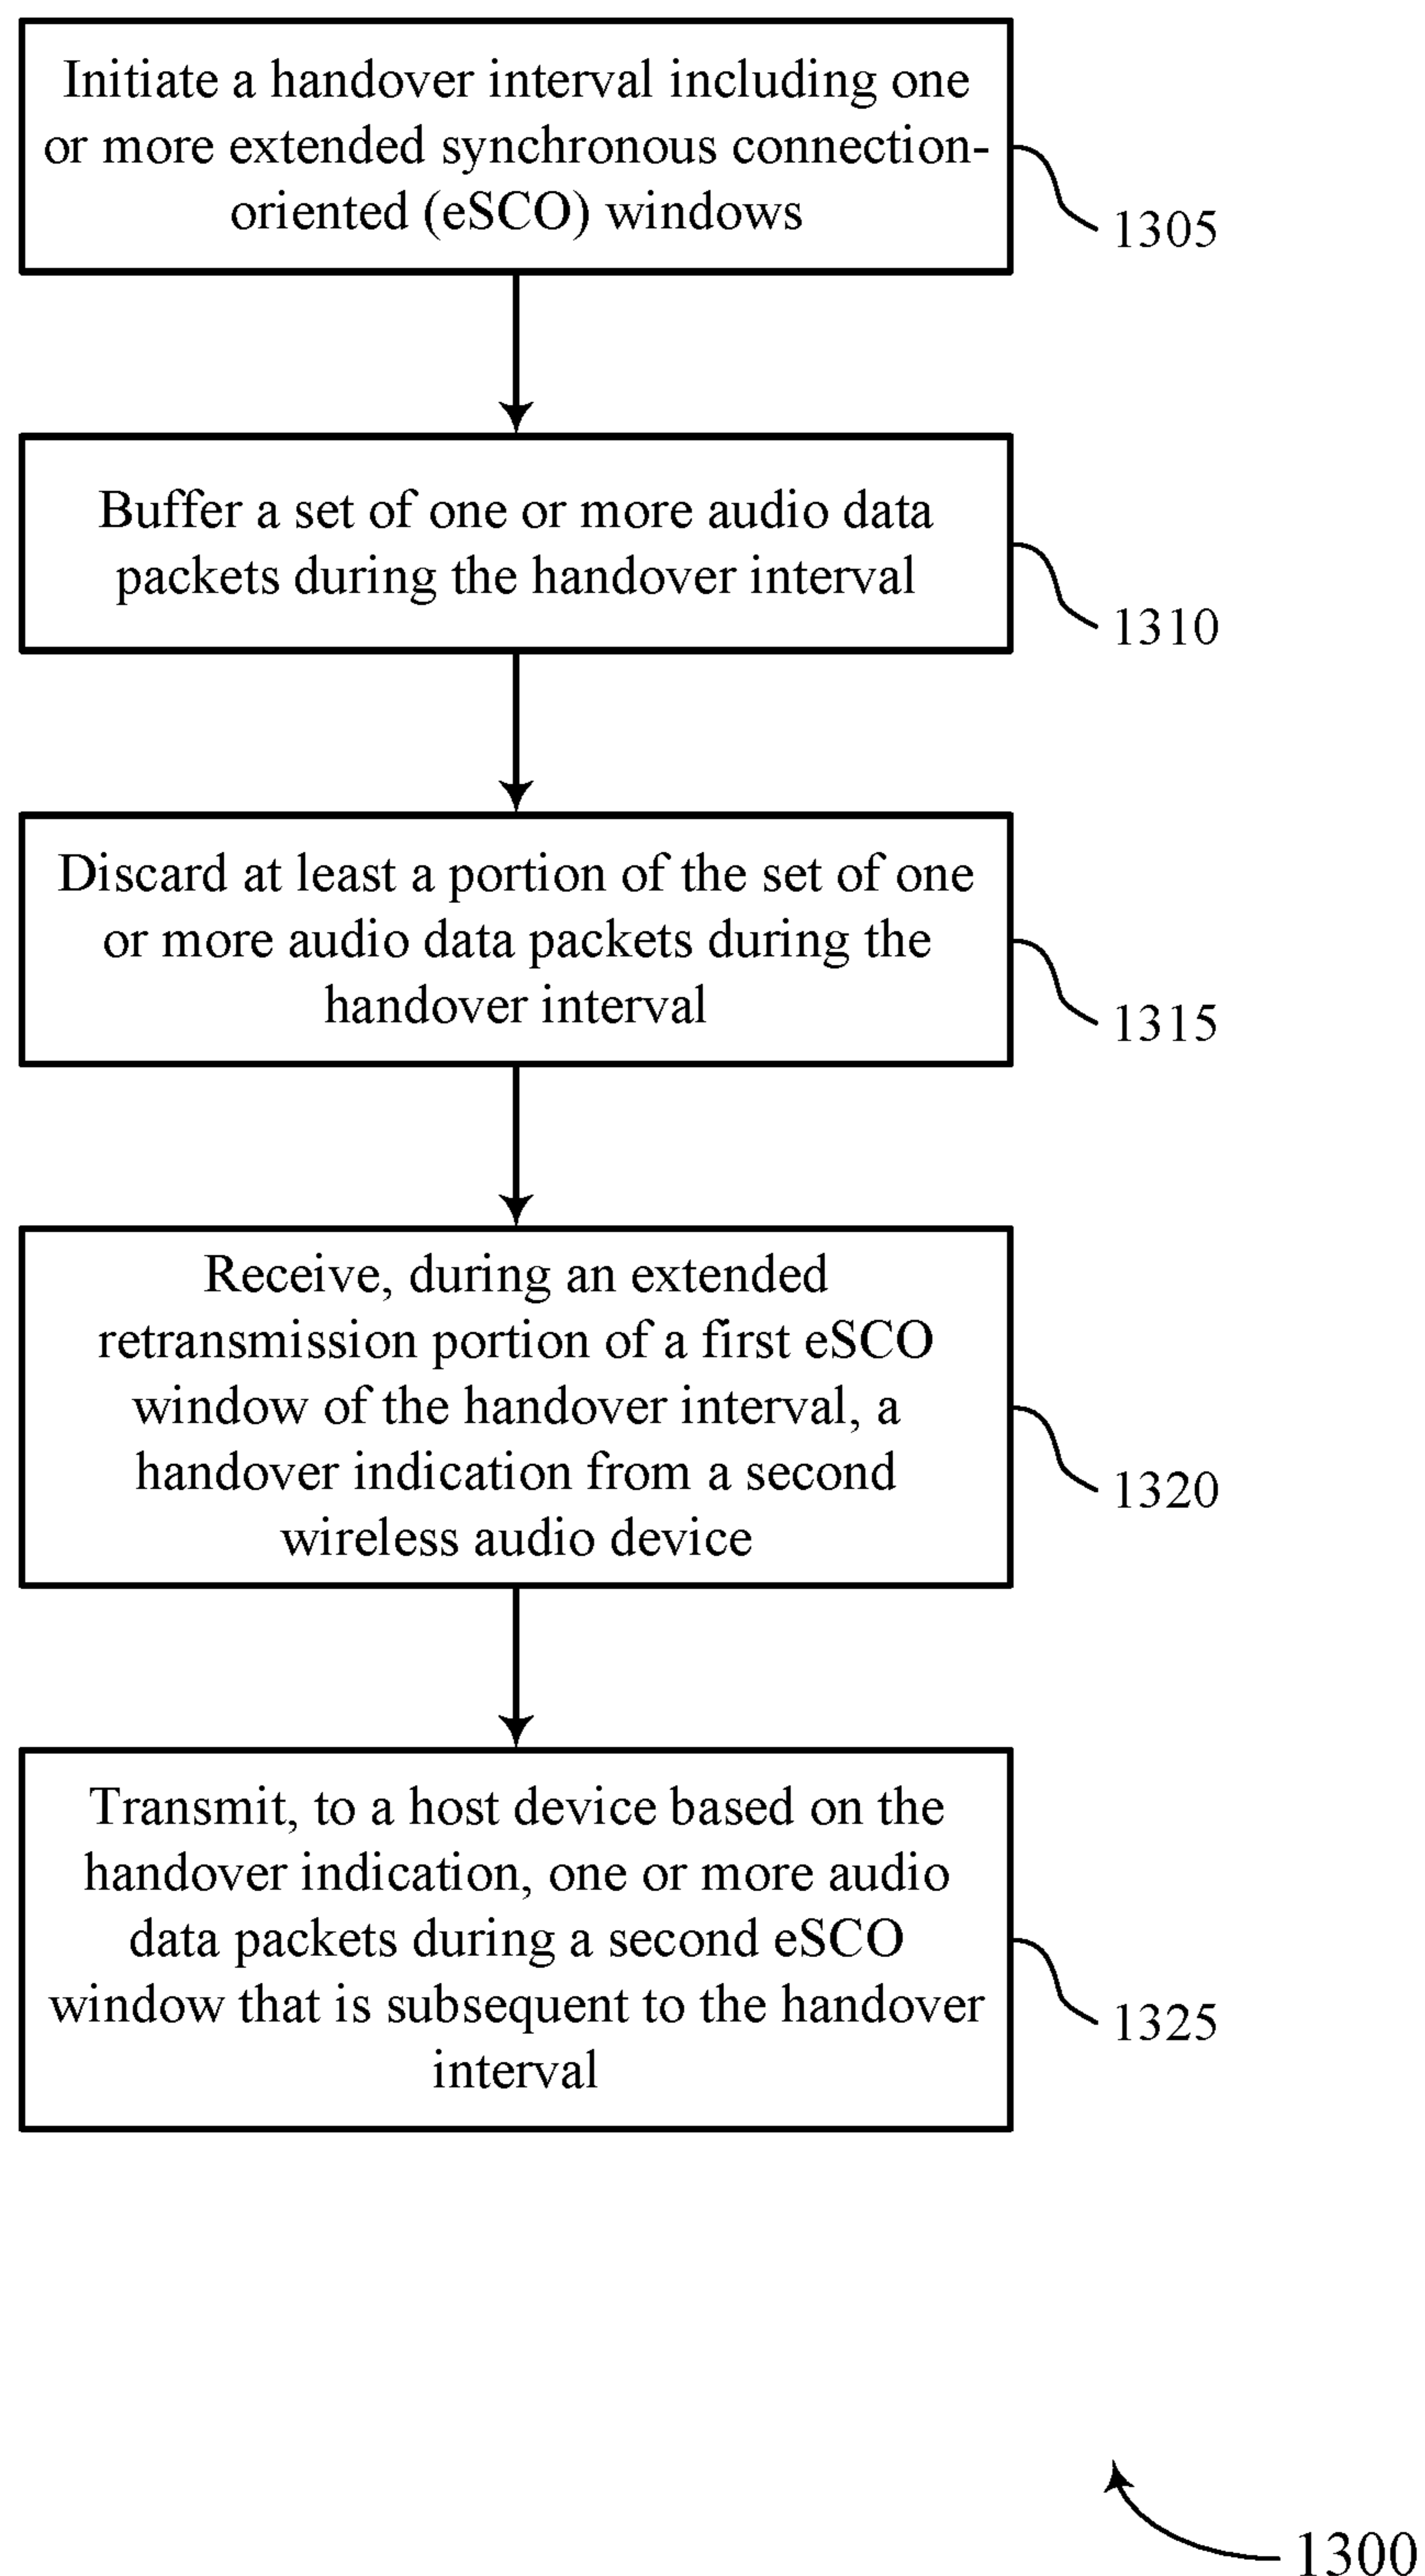 Initiate a handover interval including one
or more extended synchronous connection-
oriented (eSCO) windows
1305
Buffer a set of one or more audio data
packets during the handover interval
1310
Discard at least a portion of the set of one
or more audio data packets during the
handover interval
1315
Receive, during an extended
retransmission portion of a first eSCO
window of the handover interval, a
handover indication from a second
wireless audio device
1320
Transmit, to a host device based on the
handover indication, one or more audio
data packets during a second eSCO
window that is subsequent to the handover
interval
1325
1300